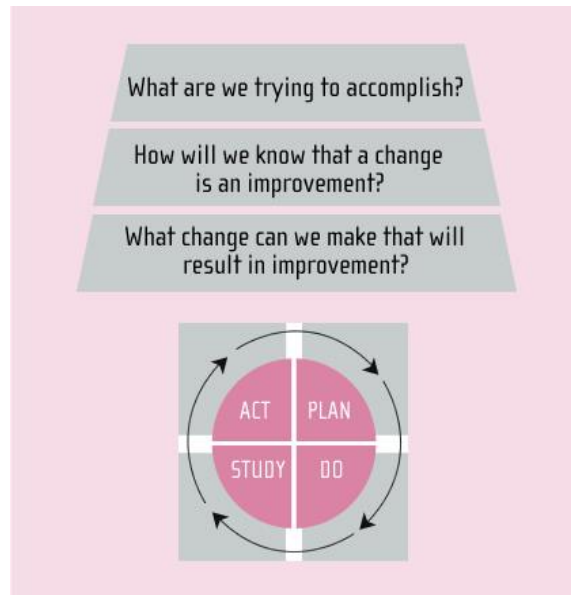 What are we trying to accomplish?
How will we know that a change
is an improvement?
What change can we make that will
result in improvement?
ACT PLAN
STUDY DO